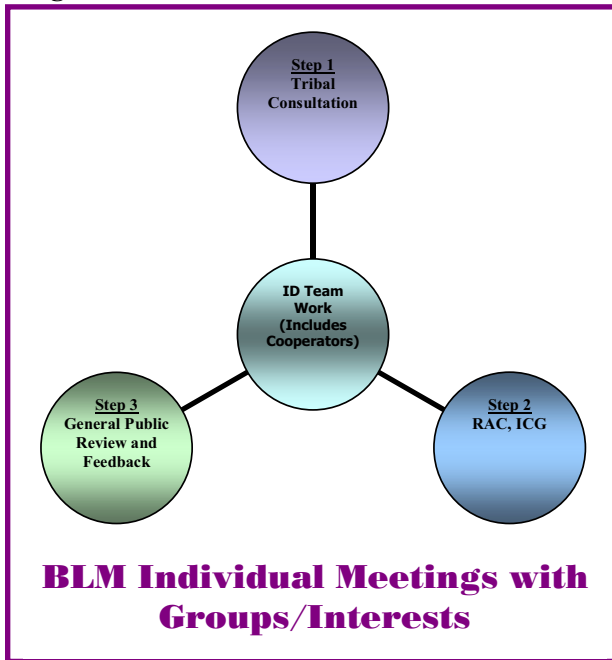 Step 1
Tribal
Consultation
ID Team
Work
(Includes
Cooperators)
Step 3
General Public
Review and
Feedback
Step 2
RAC, ICG
BLM Individual Meetings with
Groups/Interests